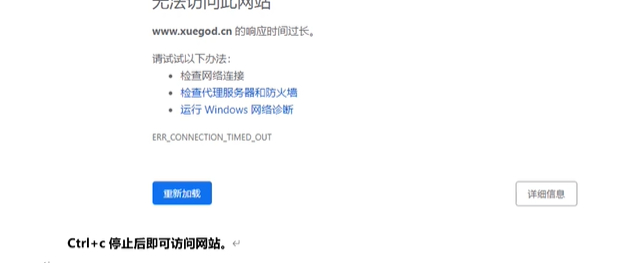 无法访问此网站
www.xuegod.cn 的响应时间过长。
请试试以下办法:
• 检查网络连接
• 检查代理服务器和防火墙
• 运行 Windows 网络诊断
ERR_CONNECTION_TIMED_OUT
重新加载
详细信息
Ctrl+c 停止后即可访问网站。